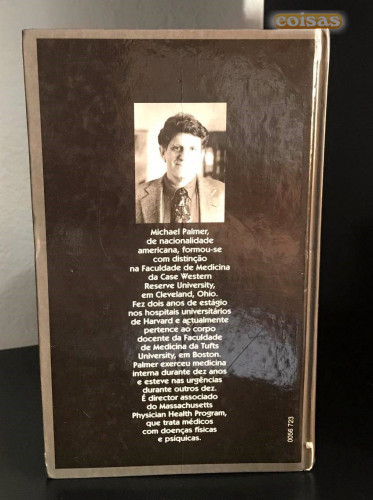 coisas
Michael Palmer,
de nacionalidade
americana, formou-se
com distinção
na Faculdade de Medicina
da Case Western
Reserve University,
em Cleveland, Ohio.
Fez dois anos de estágio
nos hospitais universitários
de Harvard e actualmente
pertence ao corpo
docente da Faculdade
de Medicina da Tufts
University, em Boston.
Palmer exerceu medicina
interna durante dez anos
e esteve nas urgências
durante outros dez.
É director associado
do Massachusetts
Physician Health Program,
que trata médicos
com doenças físicas
e psíquicas.
0056 723